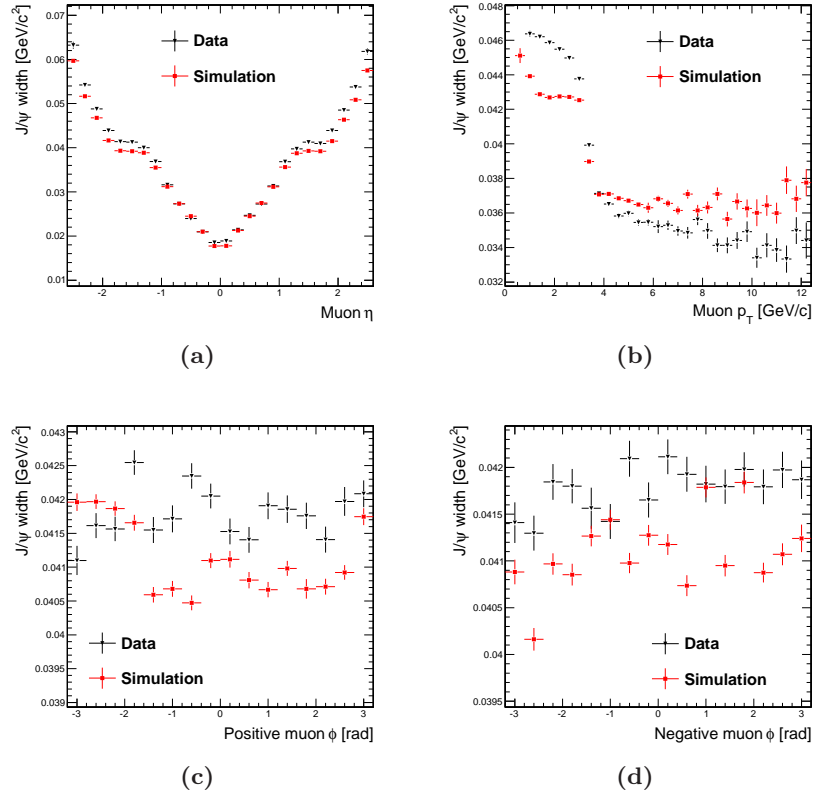 J/ψ width [GeV/c²]
0.07
0.06
0.05
0.04
0.03
0.02
0.01
Data
Simulation
-2 -1 0 1 2
Muon η
(a)
J/ψ width [GeV/c²]
0.048
0.046
0.044
0.042
0.04
0.038
0.036
0.034
0.032
Data
Simulation
0 2 4 6 8 10 12
Muon p_T [GeV/c]
(b)
J/ψ width [GeV/c²]
0.043
0.0425
0.042
0.0415
0.041
0.0405
0.04
0.0395
0.039
Data
Simulation
-3 -2 -1 0 1 2 3
Positive muon ϕ [rad]
(c)
J/ψ width [GeV/c²]
0.042
0.0415
0.041
0.0405
0.04
0.0395
Data
Simulation
-3 -2 -1 0 1 2 3
Negative muon ϕ [rad]
(d)